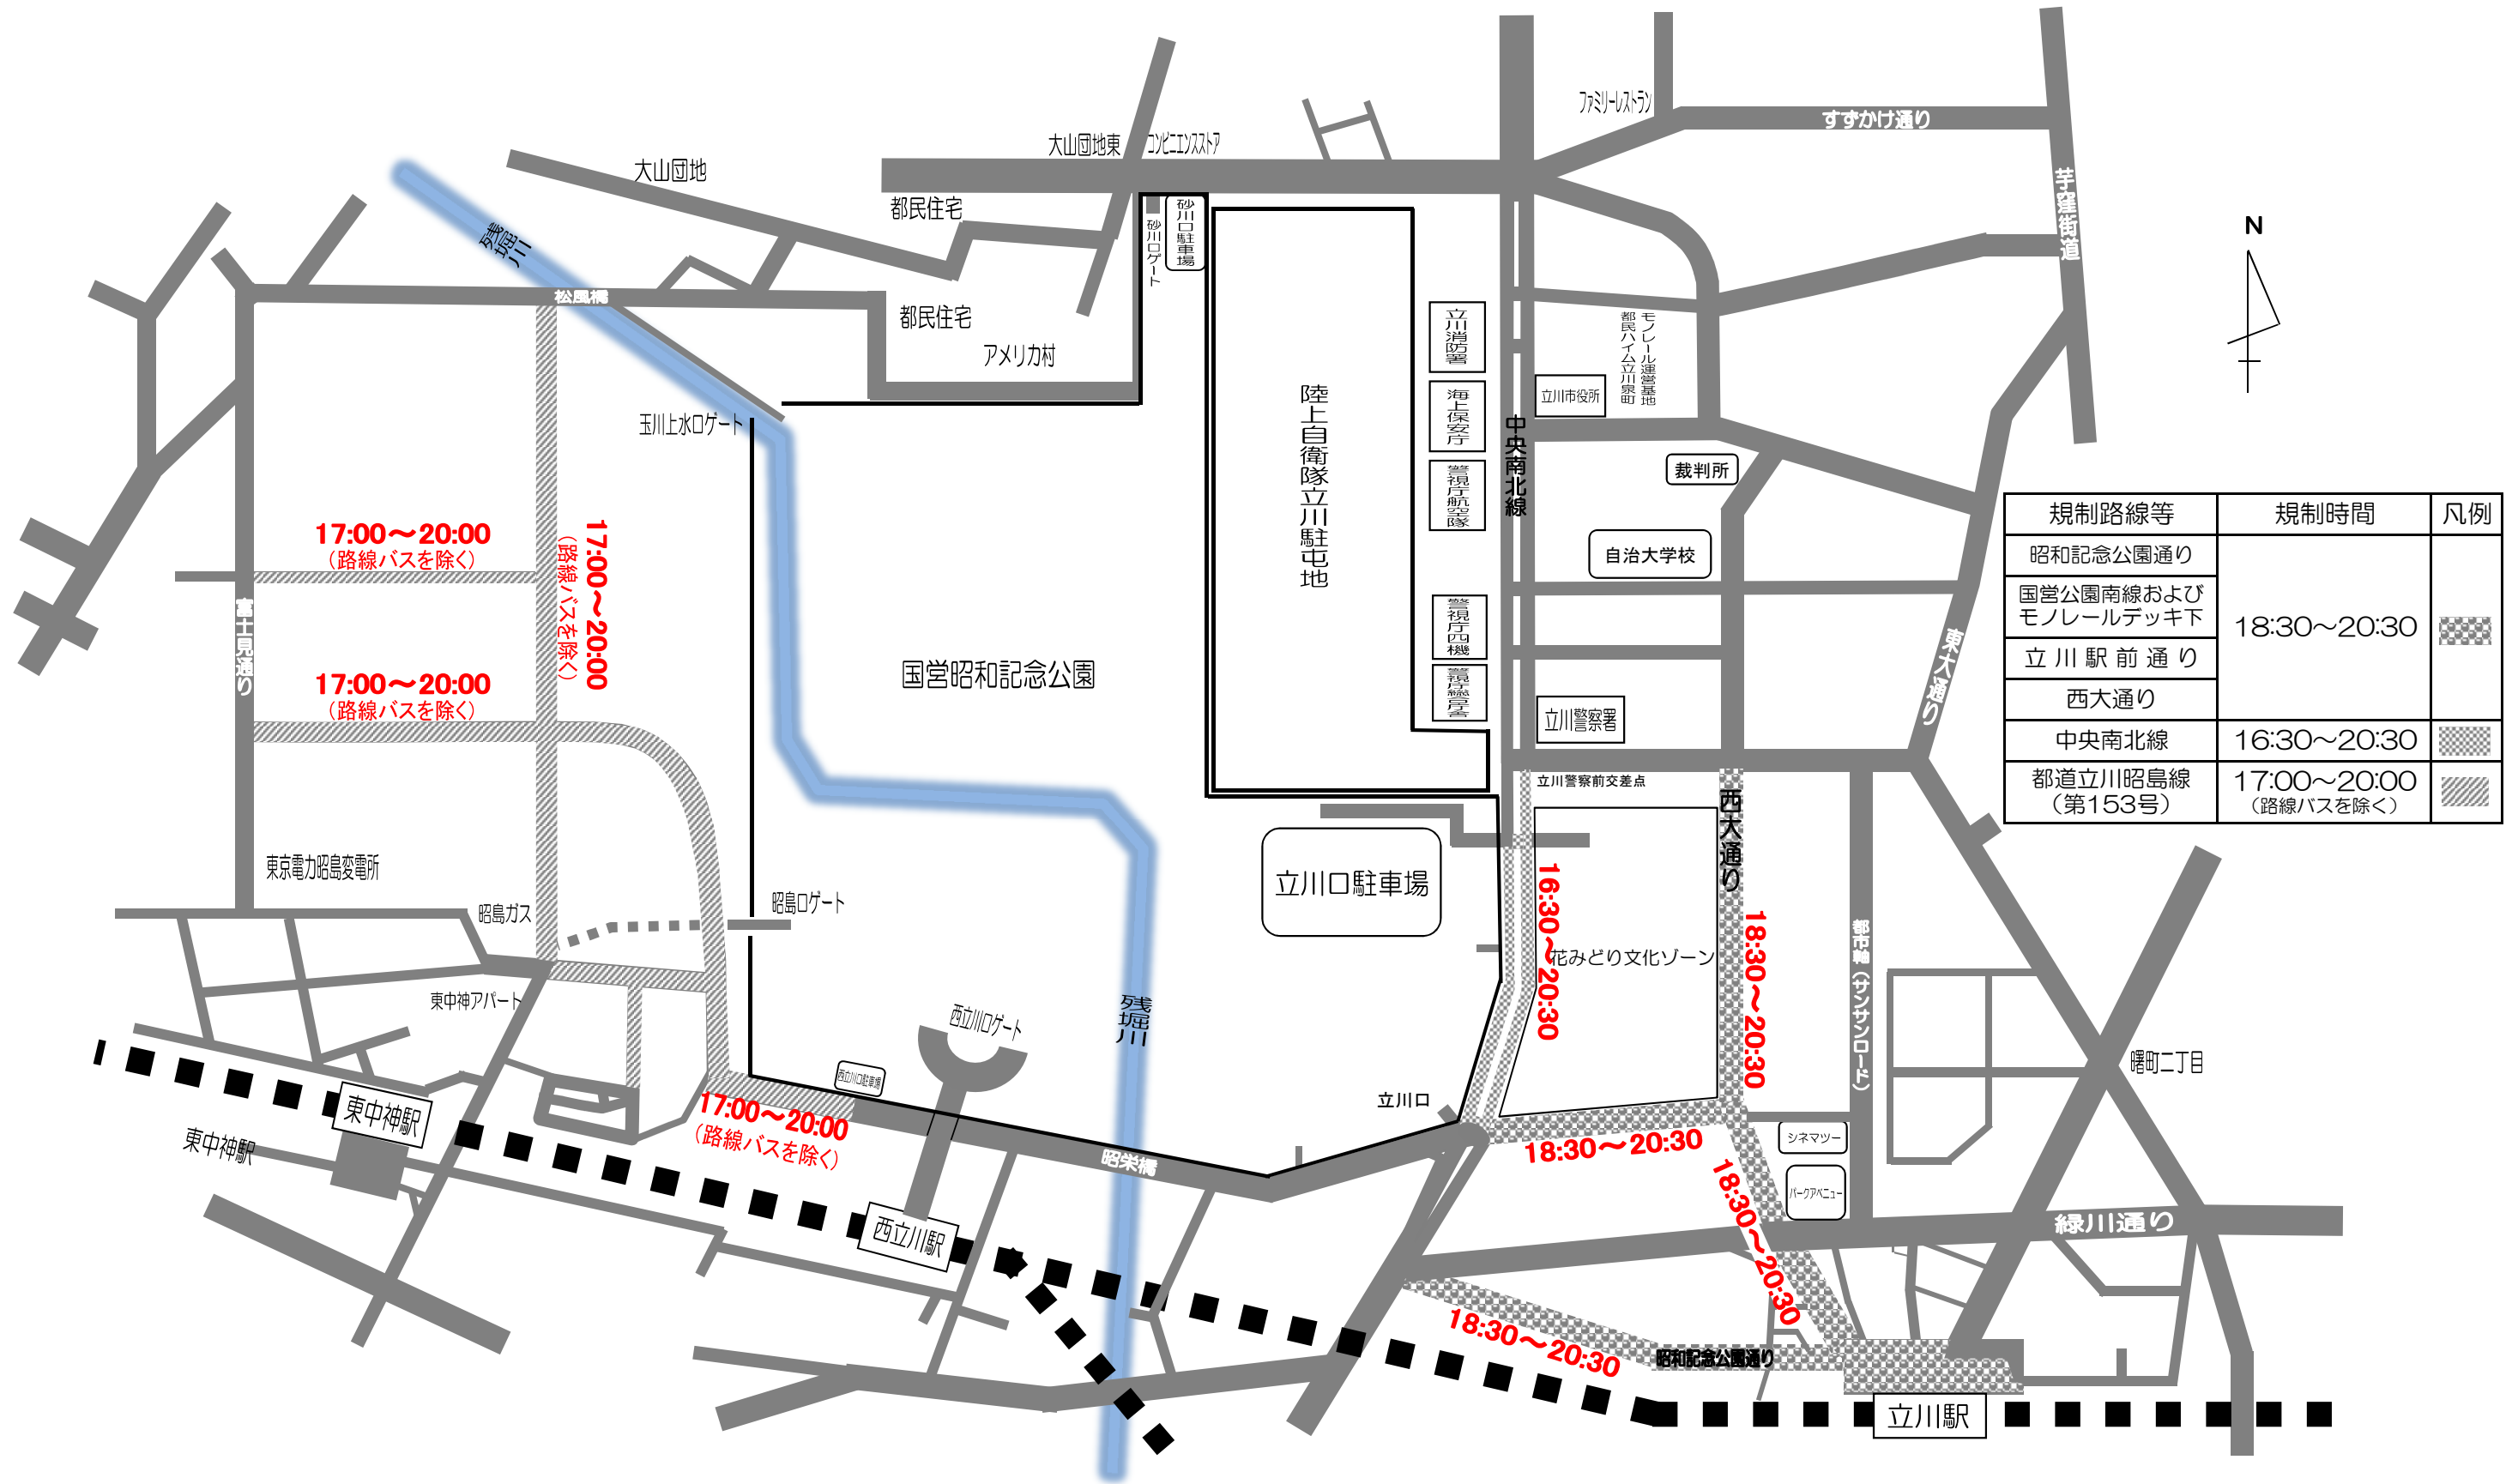 ファミリーレストラン
すずかけ通り
大山団地東
コンビニエンスストア
大山団地
芋窪街道
都民住宅
砂川口駐車場
砂川口ゲート
残堀川
N
松風橋
都民住宅
アメリカ村
立川消防署
モノレール運営基地
都民ハイム立川泉町
立川市役所
海上保安庁
陸上自衛隊立川駐屯地
玉川上水口ゲート
中央南北線
裁判所
警視庁航空隊
自治大学校
規制路線等
規制時間
凡例
昭和記念公園通り
国営公園南線および
モノレールデッキ下
立川駅前通り
西大通り
18:30～20:30
中央南北線
16:30～20:30
都道立川昭島線
(第153号)
17:00～20:00
(路線バスを除く)
17:00～20:00
(路線バスを除く)
17:00～20:00
(路線バスを除く)
富士見通り
17:00～20:00
(路線バスを除く)
国営昭和記念公園
警視庁四機
警視庁総合庁舎
立川警察署
東大通り
立川警察前交差点
西大通り
東京電力昭島変電所
昭島ガス
昭島口ゲート
立川口駐車場
16:30～20:30
花みどり文化ゾーン
18:30～20:30
都市軸(サンサンロード)
東中神アパート
西立川口ゲート
残堀川
曙町二丁目
西立川口駐車場
立川口
東中神駅
東中神駅
17:00～20:00
(路線バスを除く)
昭栄橋
18:30～20:30
シネマツー
パークアベニュー
18:30～20:30
緑川通り
西立川駅
18:30～20:30
昭和記念公園通り
立川駅